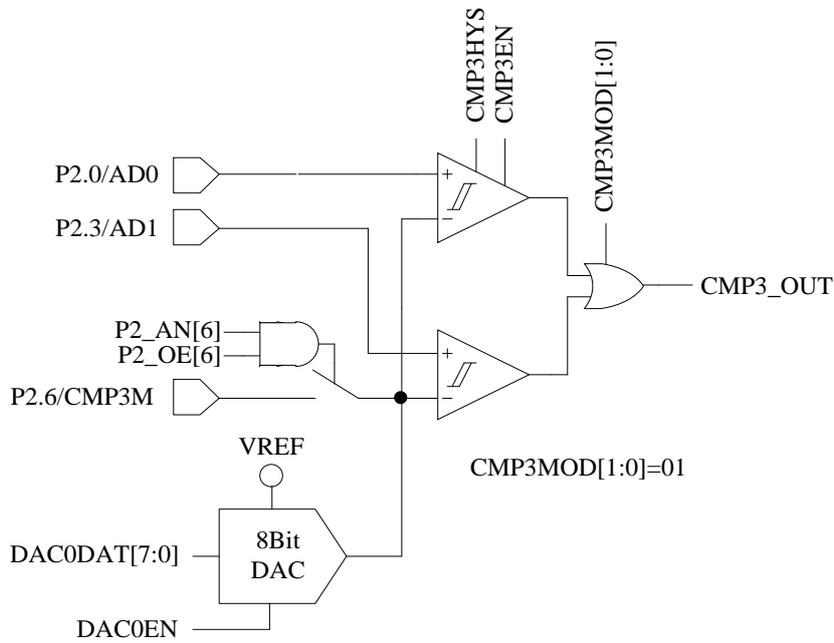 CMP3HYS
CMP3EN
CMP3MOD[1:0]
P2.0/AD0
+
−
P2.3/AD1
CMP3_OUT
P2_AN[6]
P2_OE[6]
+
P2.6/CMP3M
−
VREF
CMP3MOD[1:0]=01
DAC0DAT[7:0]
8Bit
DAC
DAC0EN